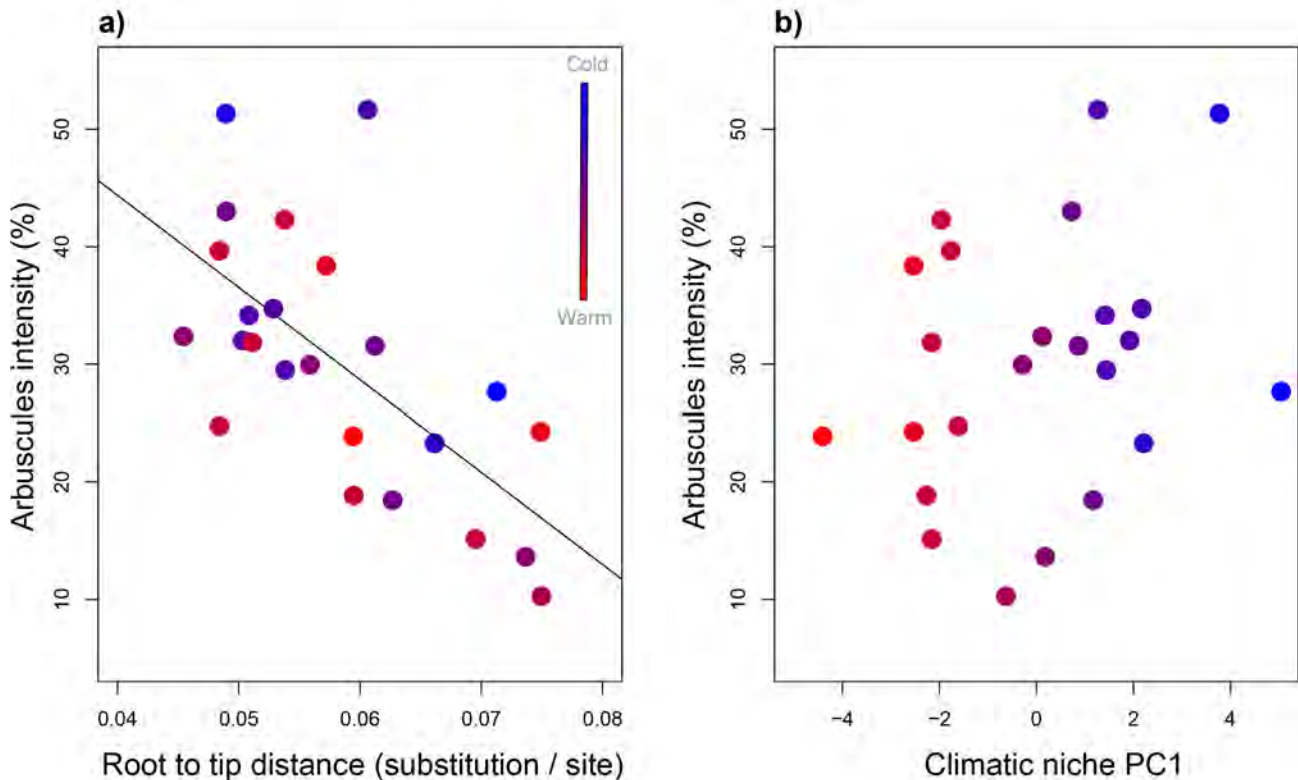 a)
Cold
Warm
Arbuscules intensity (%)
50
40
30
20
10
0.04 0.05 0.06 0.07 0.08
Root to tip distance (substitution / site)
b)
Arbuscules intensity (%)
50
40
30
20
10
−4 −2 0 2 4
Climatic niche PC1